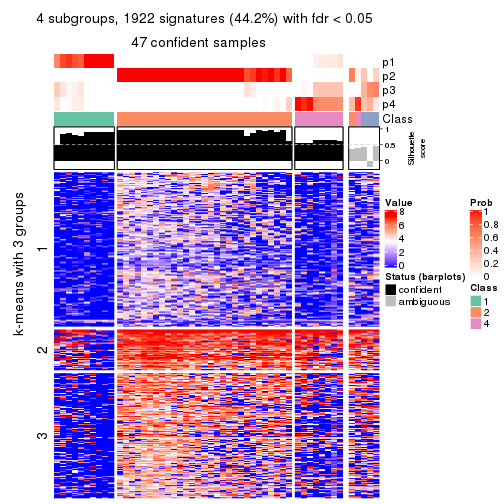 4 subgroups, 1922 signatures (44.2%) with fdr < 0.05
47 confident samples
p1
p2
p3
p4
Class
1
0.5
0
Silhouette
score
k-means with 3 groups
1
2
3
Value
8
6
4
2
0
Status (barplots)
confident
ambiguous
Prob
1
0.8
0.6
0.4
0.2
0
Class
1
2
4